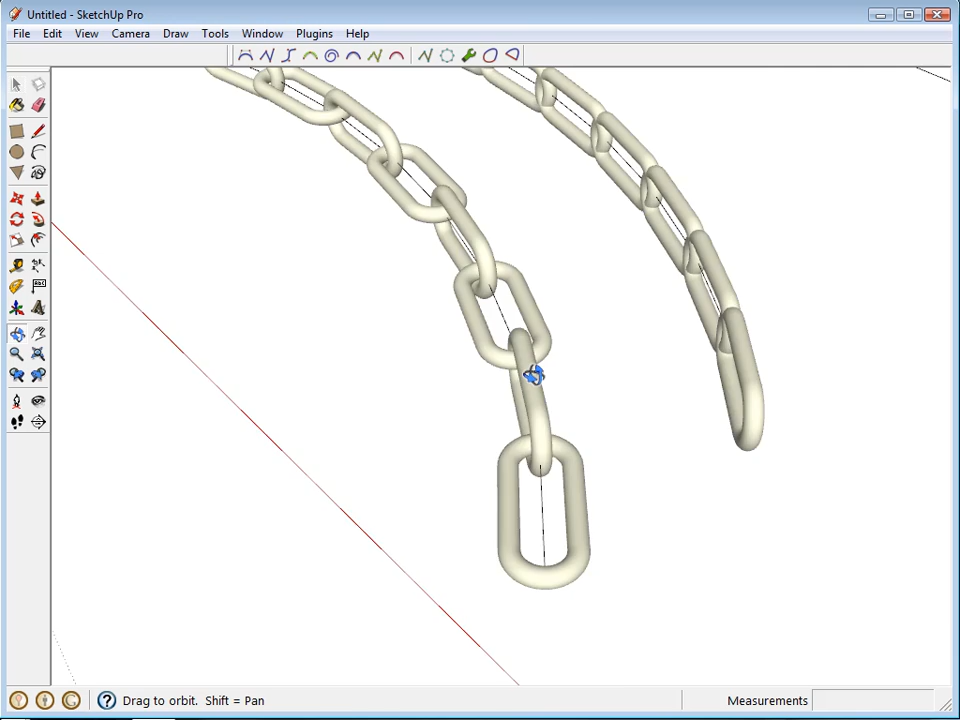 Untitled - SketchUp Pro
File Edit View Camera Draw Tools Window Plugins Help
Drag to orbit. Shift = Pan
Measurements